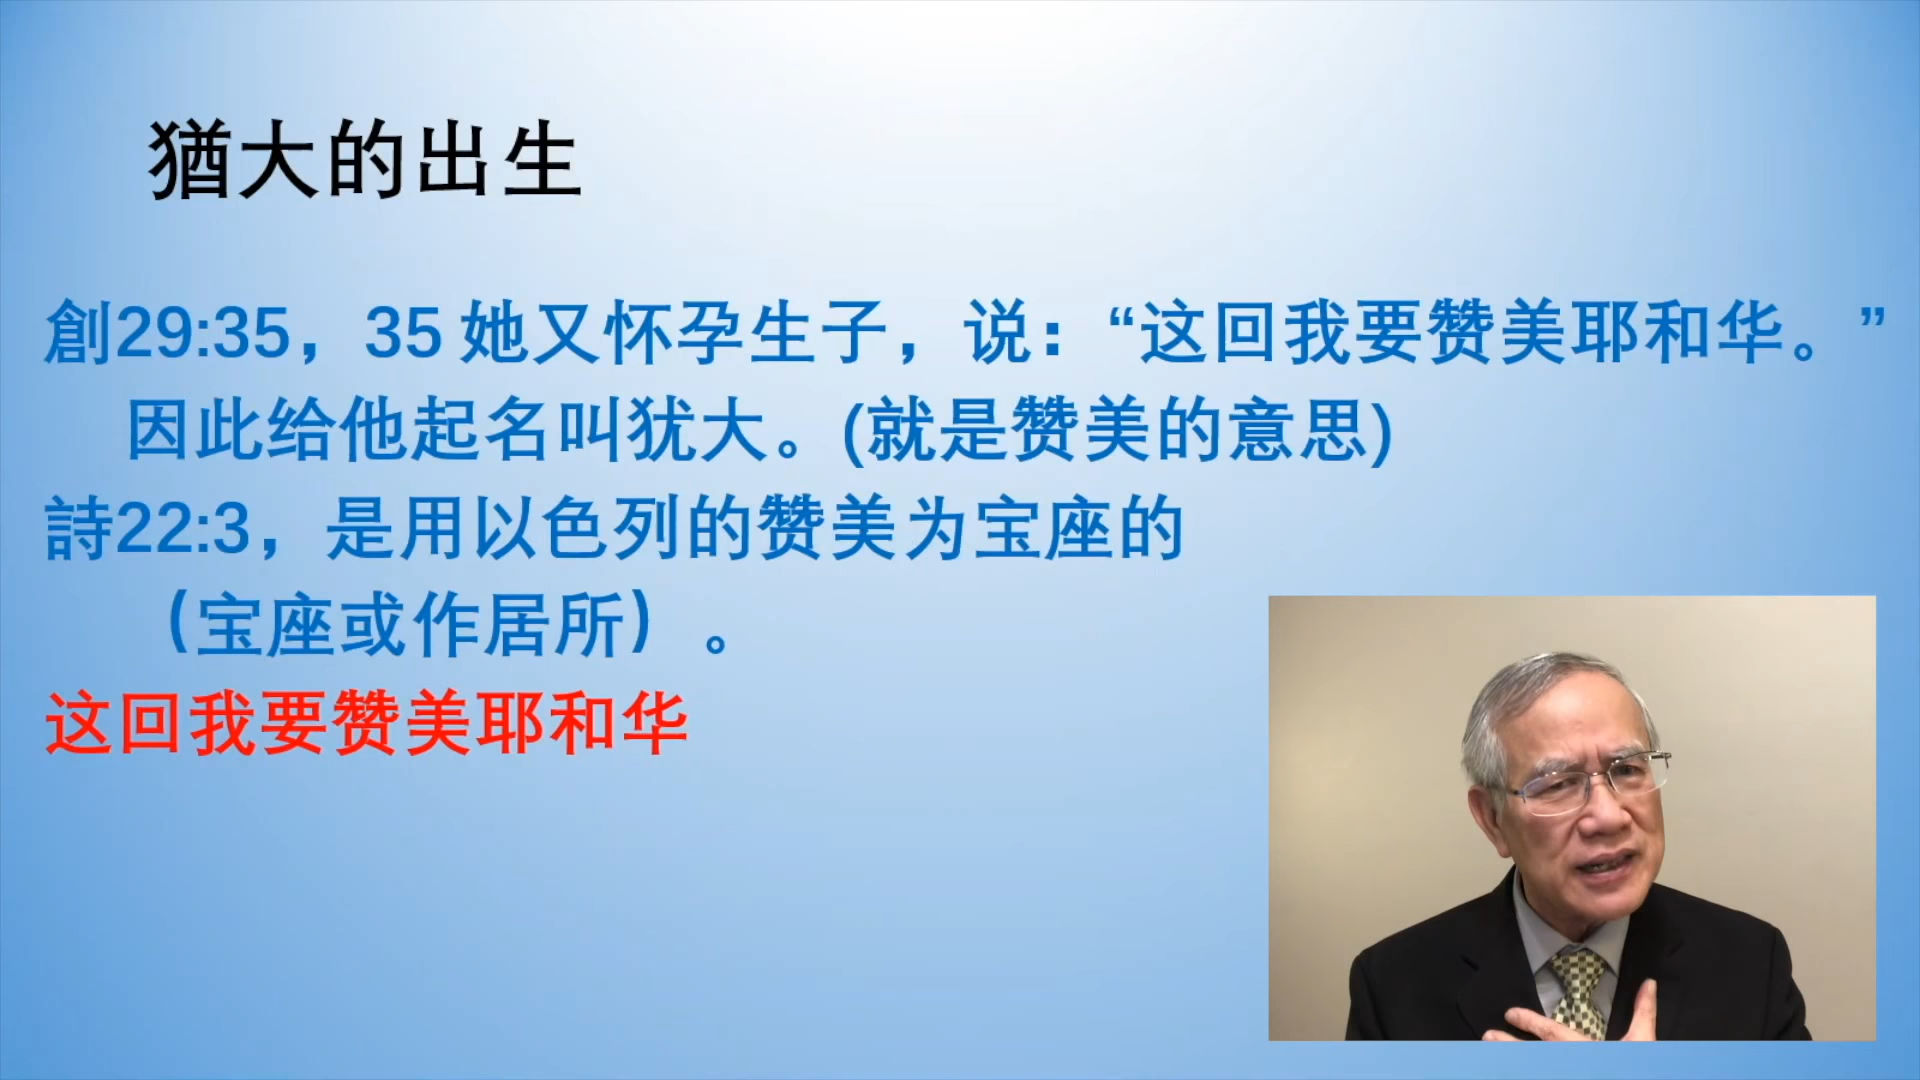 猶大的出生
創29:35，35 她又怀孕生子，说：“这回我要赞美耶和华。”
因此给他起名叫犹大。(就是赞美的意思)
詩22:3，是用以色列的赞美为宝座的
（宝座或作居所）。
这回我要赞美耶和华